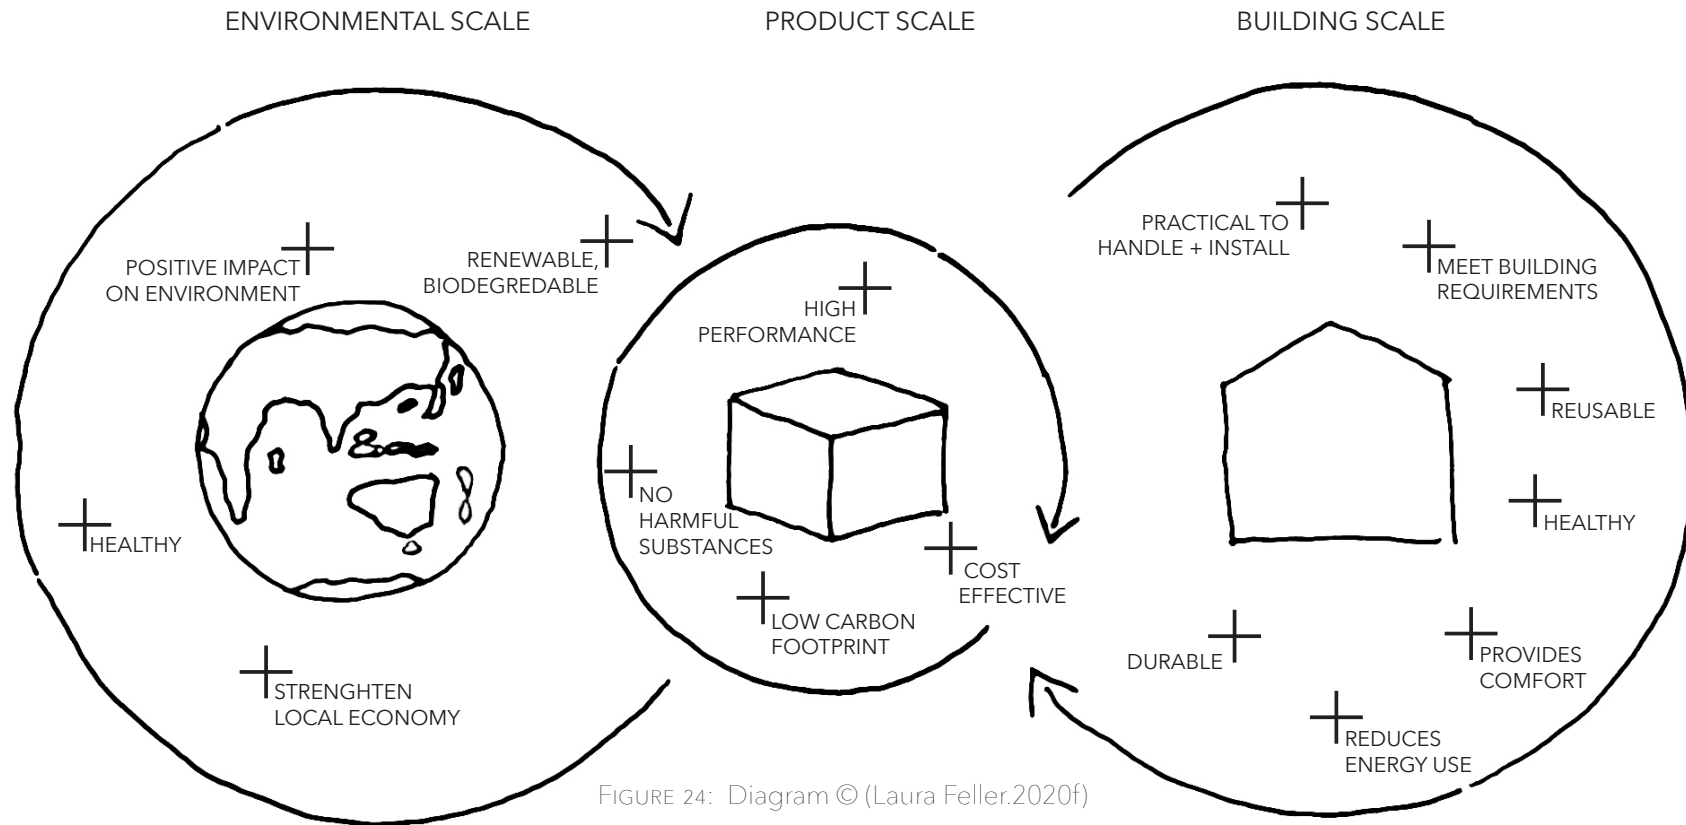 ENVIRONMENTAL SCALE
PRODUCT SCALE
BUILDING SCALE
POSITIVE IMPACT
ON ENVIRONMENT
RENEWABLE,
BIODEGREDABLE
HEALTHY
STRENGHTEN
LOCAL ECONOMY
HIGH
PERFORMANCE
NO
HARMFUL
SUBSTANCES
COST
EFFECTIVE
LOW CARBON
FOOTPRINT
PRACTICAL TO
HANDLE + INSTALL
MEET BUILDING
REQUIREMENTS
REUSABLE
HEALTHY
DURABLE
PROVIDES
COMFORT
REDUCES
ENERGY USE
FIGURE 24: Diagram © (Laura Feller.2020f)